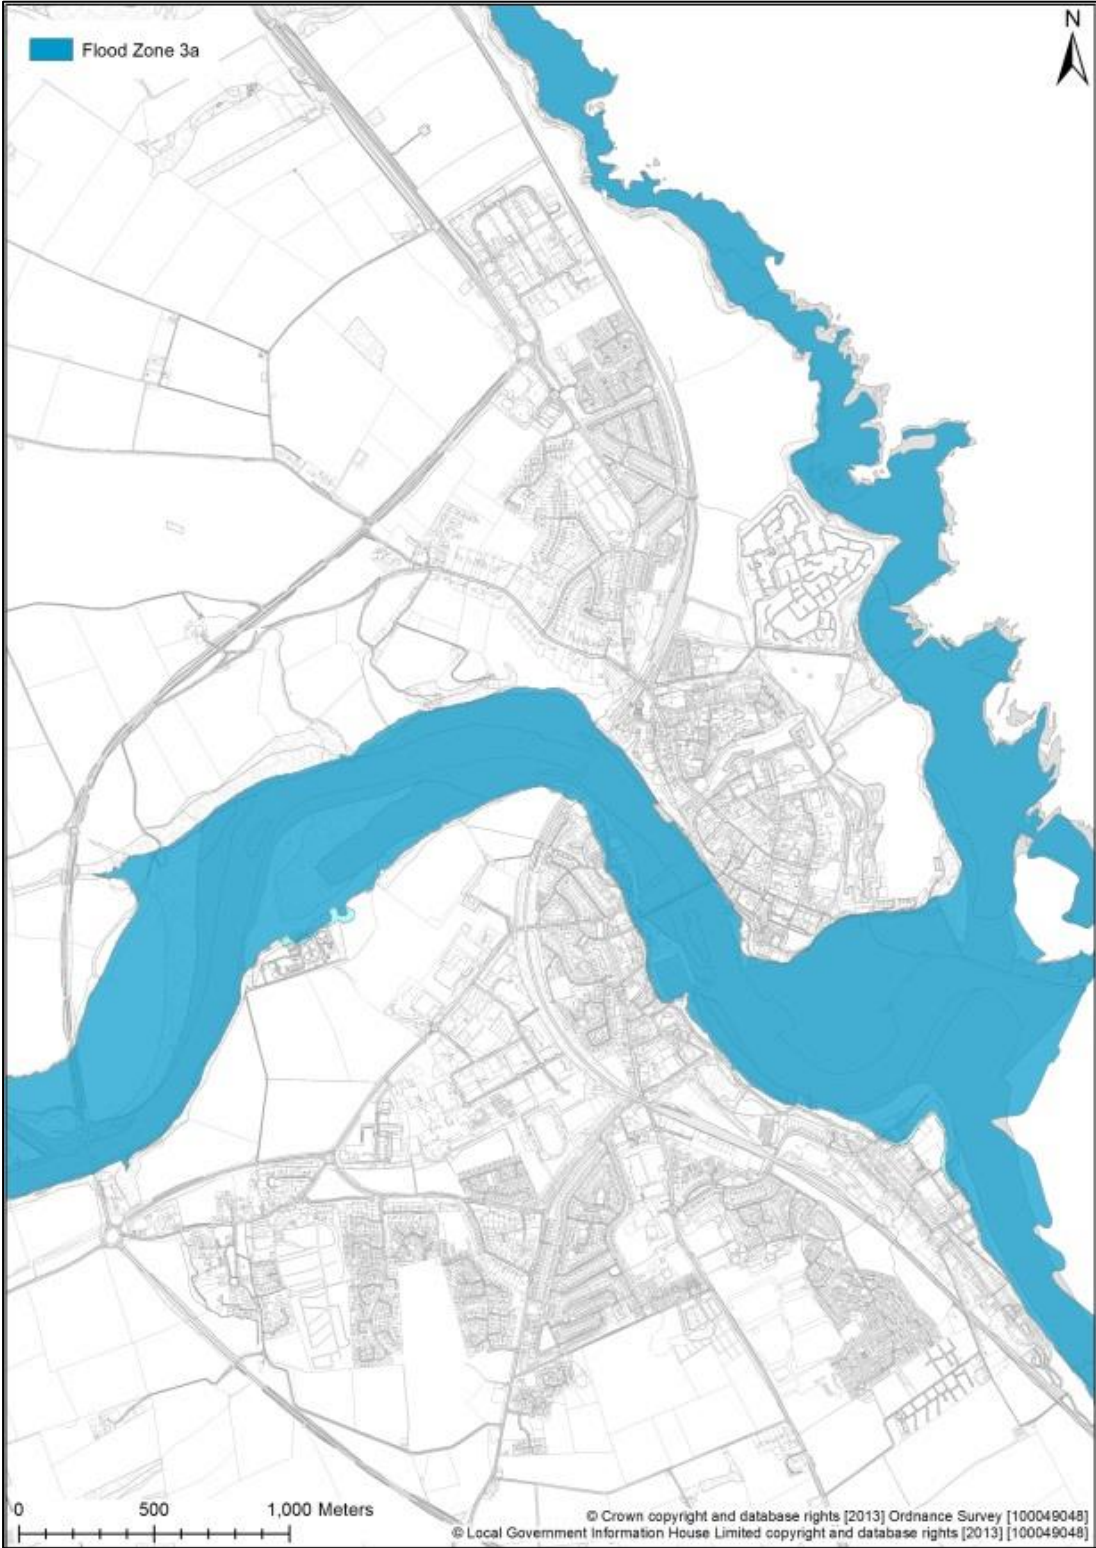 Flood Zone 3a
N
0 500 1,000 Meters
© Crown copyright and database rights [2013] Ordnance Survey [100049048]
© Local Government Information House Limited copyright and database rights [2013] [100049048]